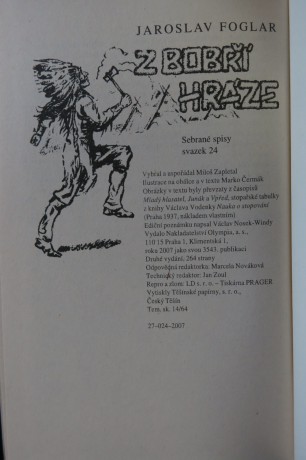 JAROSLAV FOGLAR
Z BOBŘÍ
HRÁZE
Sebrané spisy
svazek 24
Vybral a uspořádal Miloš Zapletal
Ilustrace na obálce a v textu Marko Čermák
Obrázky v textu byly převzaty z časopisů
Mladý hlasatel, Junák a Vpřed, stopařské tabulky
z knihy Václava Vodenky Nauka o stopování
(Praha 1937, nákladem vlastním)
Ediční poznámku napsal Václav Nosek-Windy
Vydalo Nakladatelství Olympia, a. s.,
110 15 Praha 1, Klimentská 1,
roku 2007 jako svou 3543. publikaci
Druhé vydání, 264 strany
Odpovědná redaktorka: Marcela Nováková
Technický redaktor: Jan Zoul
Repro a zlom: LD s. r. o. – Tiskárna PRAGER
Vytiskly Těšínské papírny, s. r. o.,
Český Těšín
Tem. sk. 14/64
27-024-2007